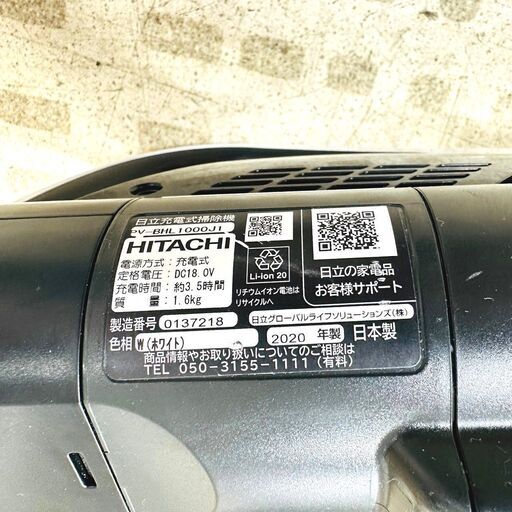 日立充電式掃除機
PV-BHL1000J1
HITACHI
電源方式：充電式
定格電圧：DC18.0V
充電時間：約3.5時間
質　　量：1.6kg
Li-ion 20
リチウムイオン電池は
リサイクルへ
日立の家電品
お客様サポート
製造番号 0137218
日立グローバルライフソリューションズ(株)
色相 W(ホワイト)
2020 年製 日本製
商品情報やお取り扱いについてのご相談は
TEL 050-3155-1111 (有料)